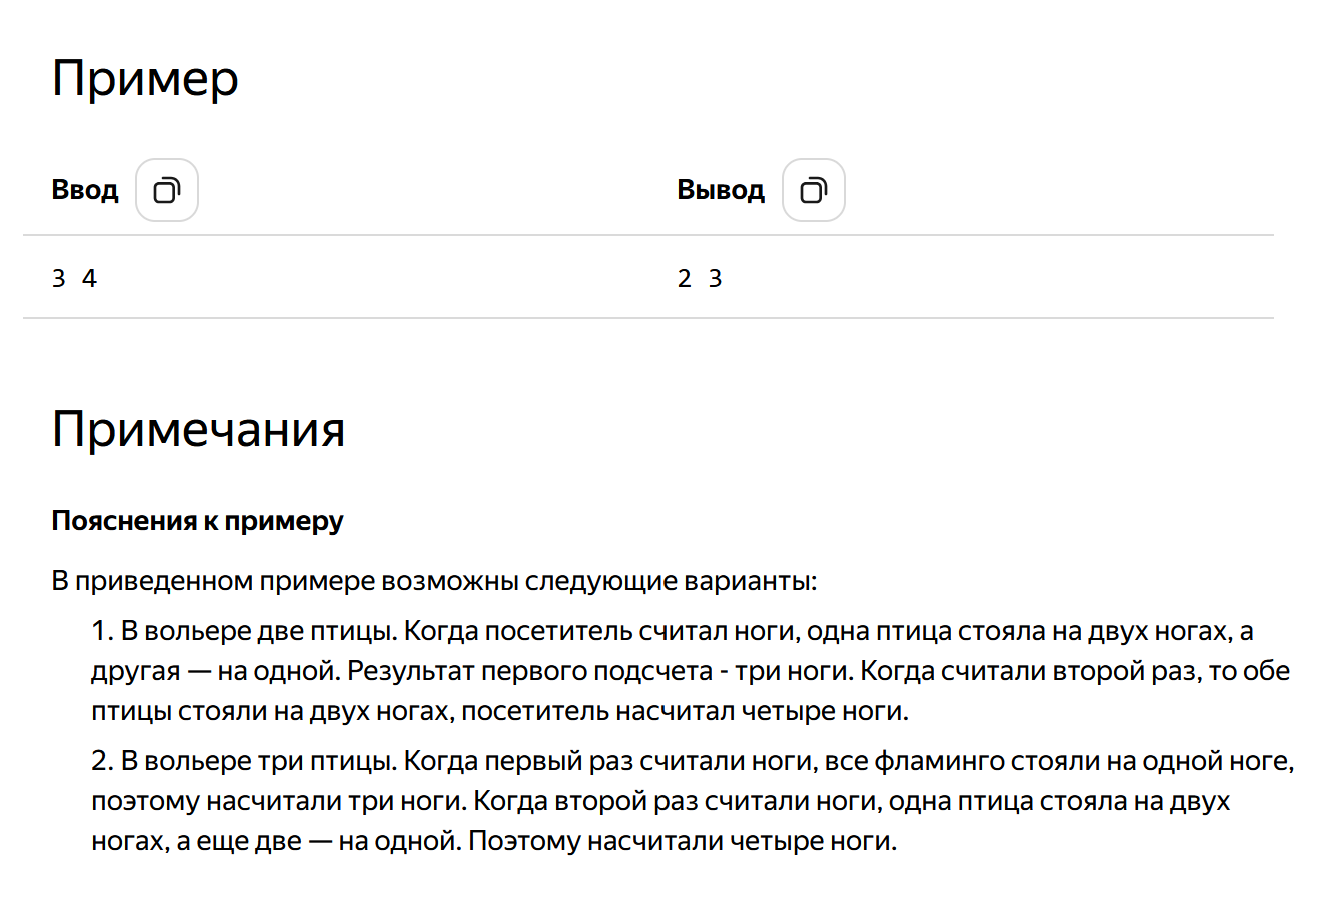 Пример
Ввод
Вывод
3 4
2 3
Примечания
Пояснения к примеру
В приведенном примере возможны следующие варианты:
1. В вольере две птицы. Когда посетитель считал ноги, одна птица стояла на двух ногах, а
другая — на одной. Результат первого подсчета - три ноги. Когда считали второй раз, то обе
птицы стояли на двух ногах, посетитель насчитал четыре ноги.
2. В вольере три птицы. Когда первый раз считали ноги, все фламинго стояли на одной ноге,
поэтому насчитали три ноги. Когда второй раз считали ноги, одна птица стояла на двух
ногах, а еще две — на одной. Поэтому насчитали четыре ноги.